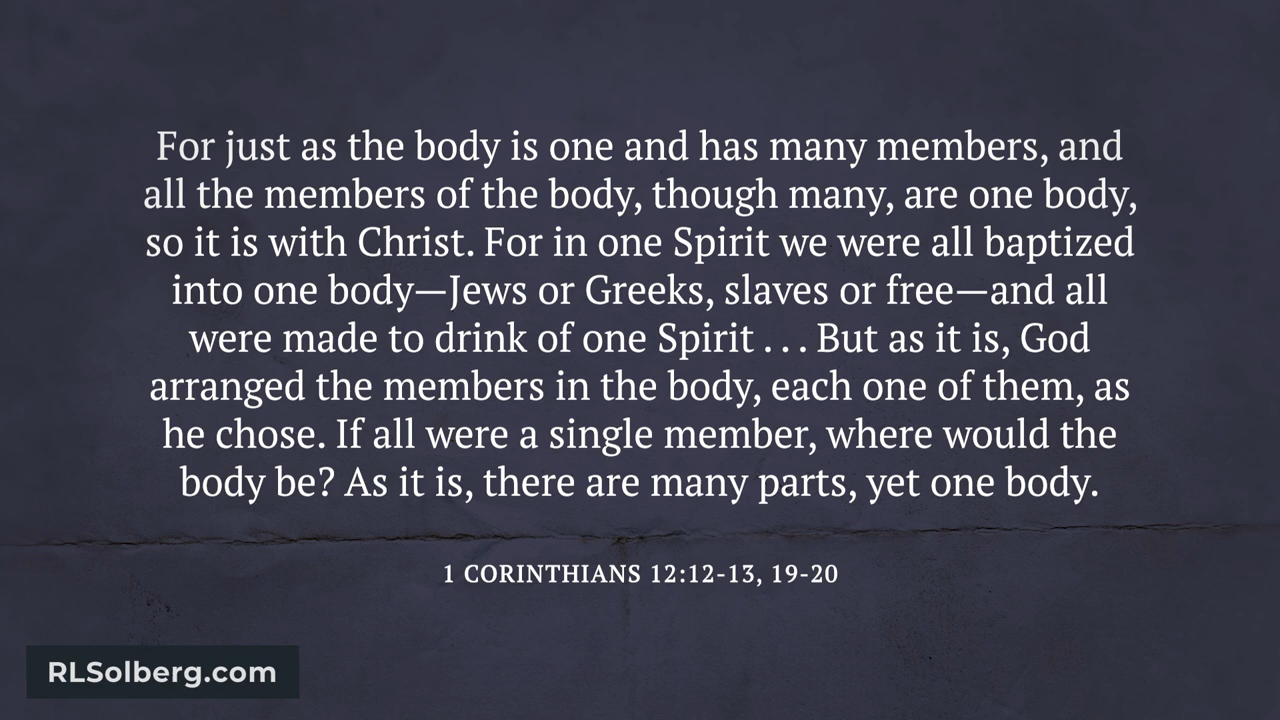 For just as the body is one and has many members, and
all the members of the body, though many, are one body,
so it is with Christ. For in one Spirit we were all baptized
into one body—Jews or Greeks, slaves or free—and all
were made to drink of one Spirit . . . But as it is, God
arranged the members in the body, each one of them, as
he chose. If all were a single member, where would the
body be? As it is, there are many parts, yet one body.
1 CORINTHIANS 12:12-13, 19-20
RLSolberg.com